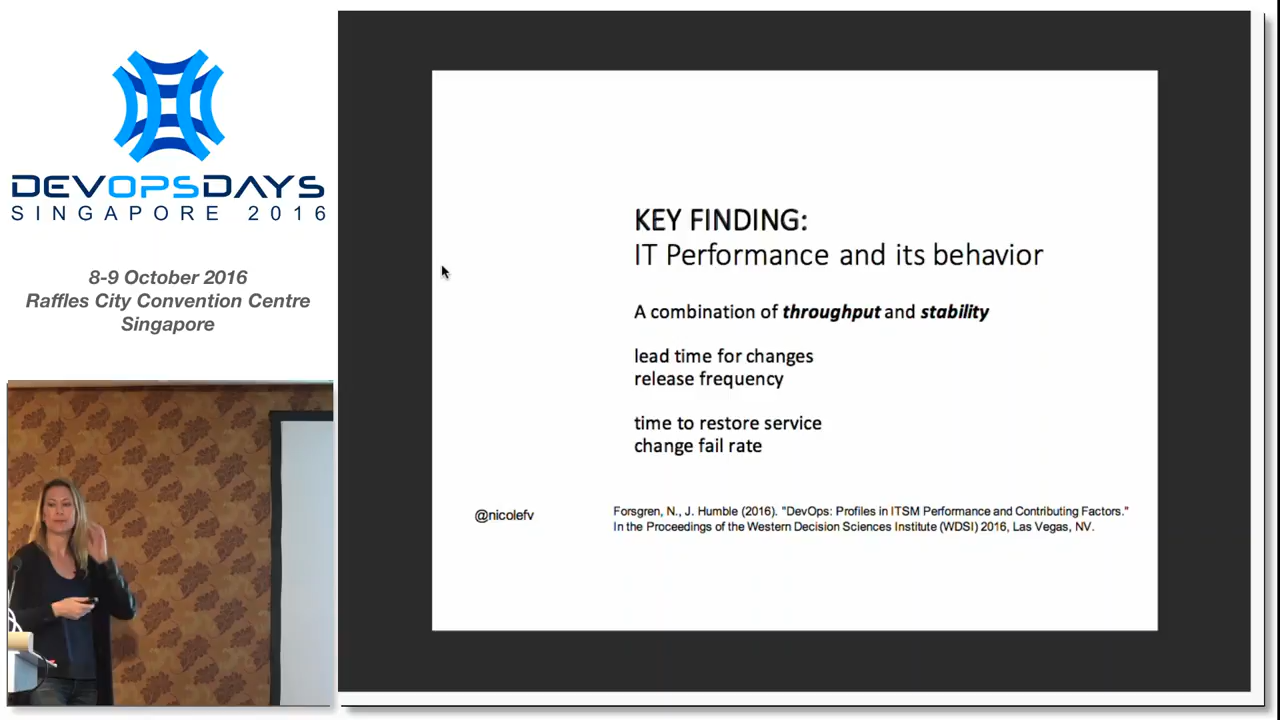 DEVOPSDAYS
SINGAPORE 2016
8-9 October 2016
Raffles City Convention Centre
Singapore
KEY FINDING:
IT Performance and its behavior
A combination of throughput and stability
lead time for changes
release frequency
time to restore service
change fail rate
@nicolefv
Forsgren, N., J. Humble (2016). "DevOps: Profiles in ITSM Performance and Contributing Factors."
In the Proceedings of the Western Decision Sciences Institute (WDSI) 2016, Las Vegas, NV.